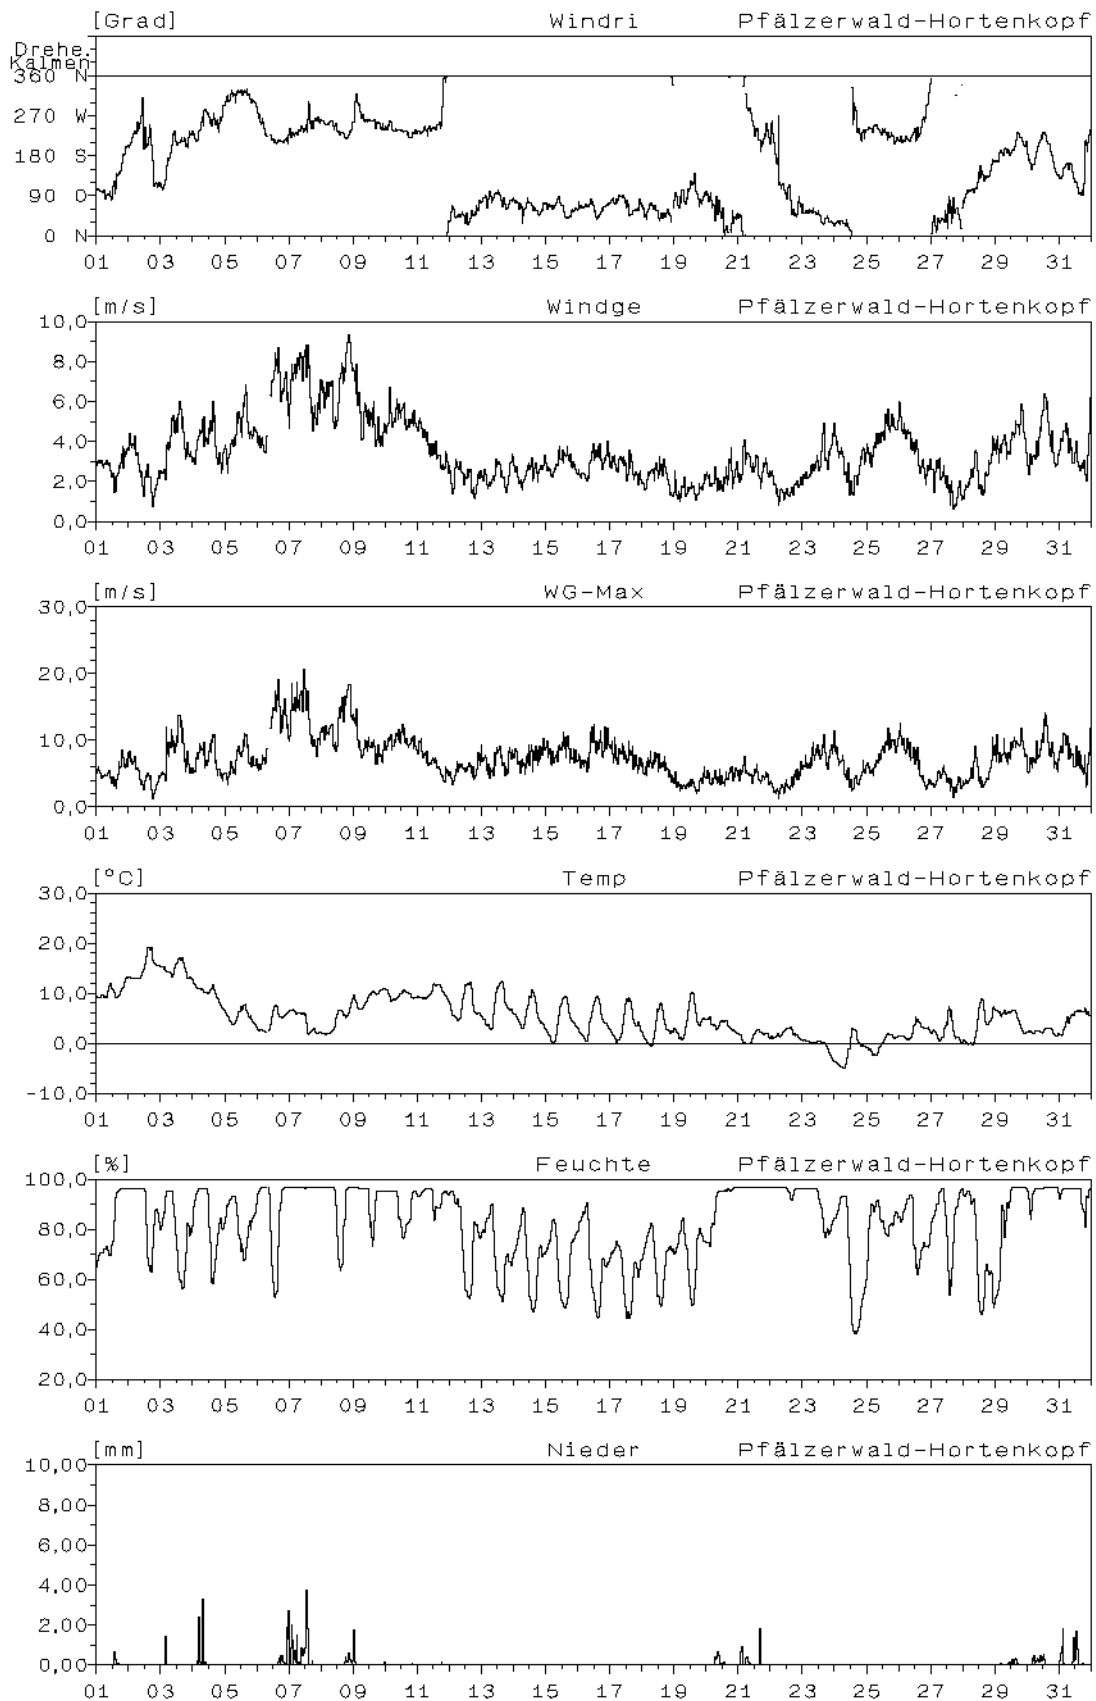 [Grad] Windri Pfälzerwald-Hortenkopf
Drehe.
Kalmen
360 N
270 W
180 S
90 O
0 N
01 03 05 07 09 11 13 15 17 19 21 23 25 27 29 31
[m/s] Windge Pfälzerwald-Hortenkopf
10,0
8,0
6,0
4,0
2,0
0,0
01 03 05 07 09 11 13 15 17 19 21 23 25 27 29 31
[m/s] WG-Max Pfälzerwald-Hortenkopf
30,0
20,0
10,0
0,0
01 03 05 07 09 11 13 15 17 19 21 23 25 27 29 31
[°C] Temp Pfälzerwald-Hortenkopf
30,0
20,0
10,0
0,0
-10,0
01 03 05 07 09 11 13 15 17 19 21 23 25 27 29 31
[%] Feuchte Pfälzerwald-Hortenkopf
100,0
80,0
60,0
40,0
20,0
01 03 05 07 09 11 13 15 17 19 21 23 25 27 29 31
[mm] Nieder Pfälzerwald-Hortenkopf
10,00
8,00
6,00
4,00
2,00
0,00
01 03 05 07 09 11 13 15 17 19 21 23 25 27 29 31